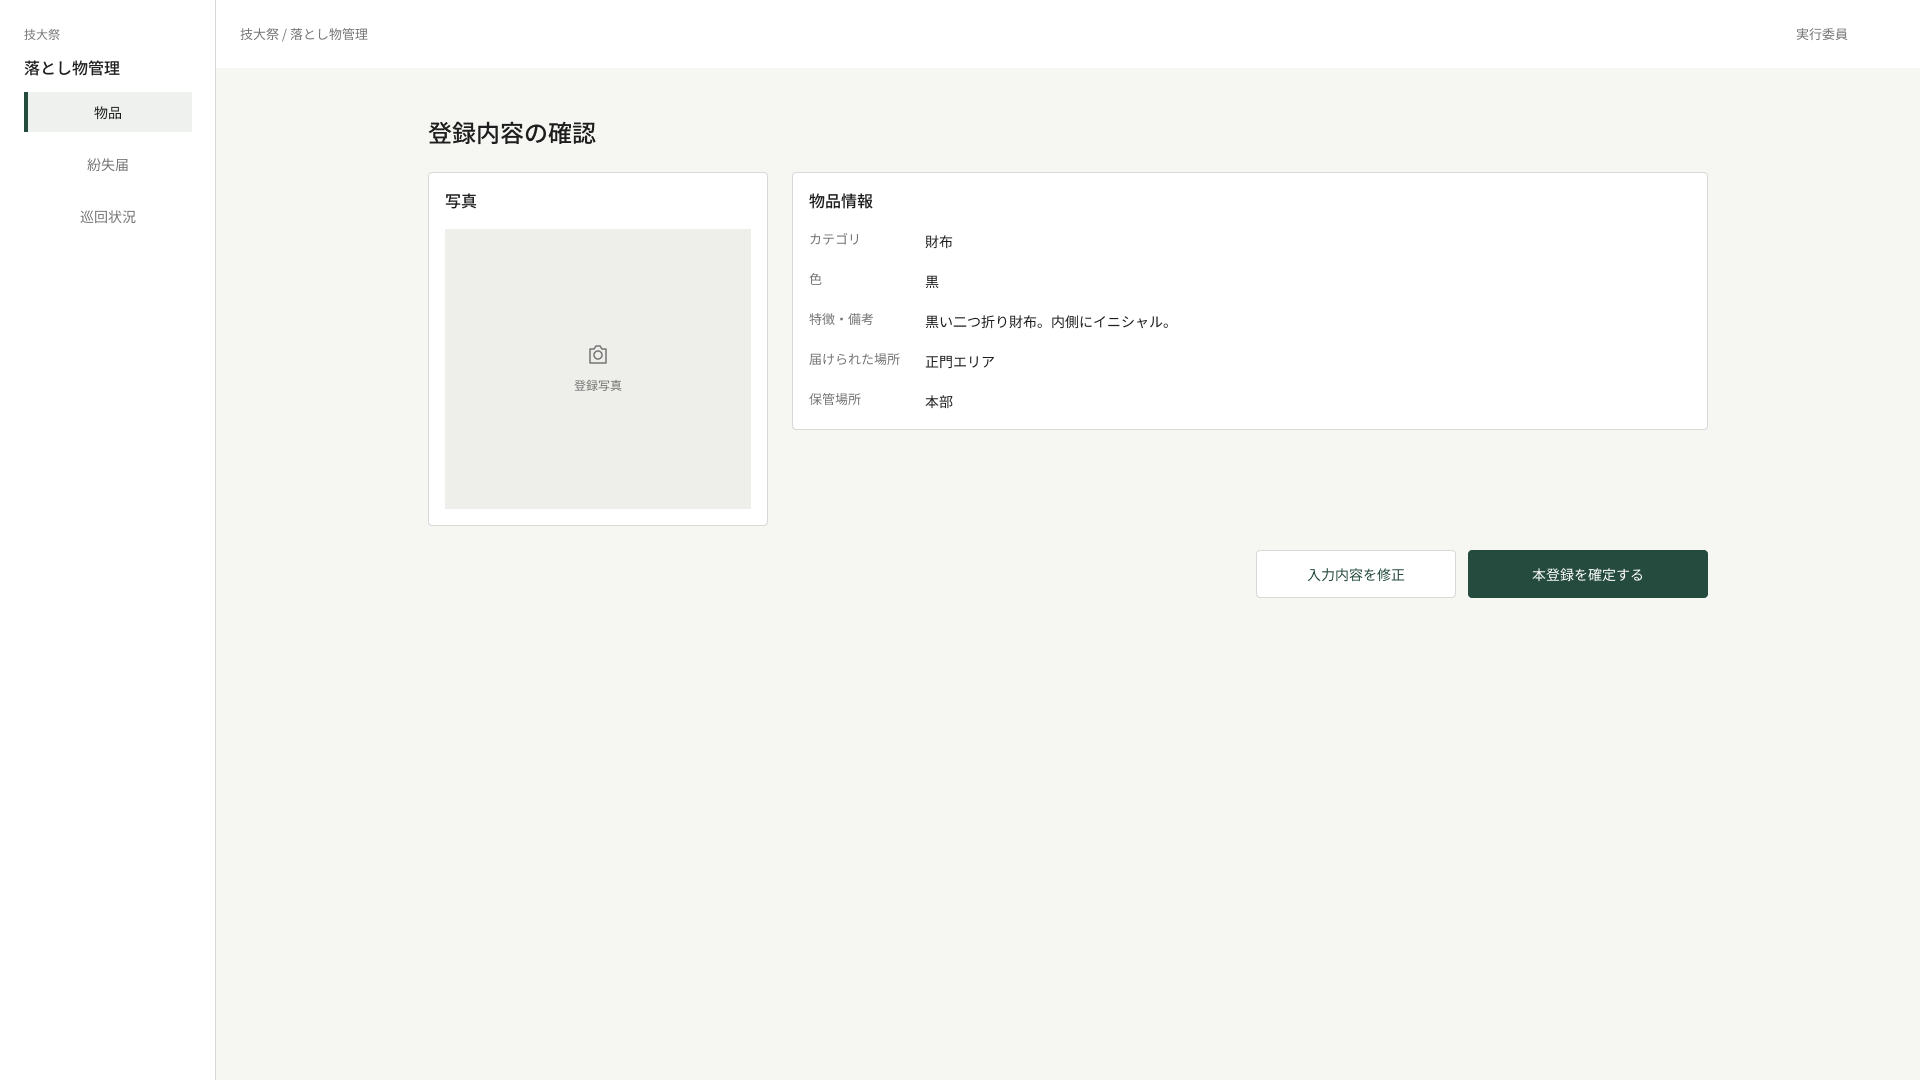 技大祭
落とし物管理
物品
紛失届
巡回状況
技大祭 / 落とし物管理
実行委員
登録内容の確認
写真
登録写真
物品情報
カテゴリ
財布
色
黒
特徴・備考
黒い二つ折り財布。内側にイニシャル。
届けられた場所
正門エリア
保管場所
本部
入力内容を修正
本登録を確定する